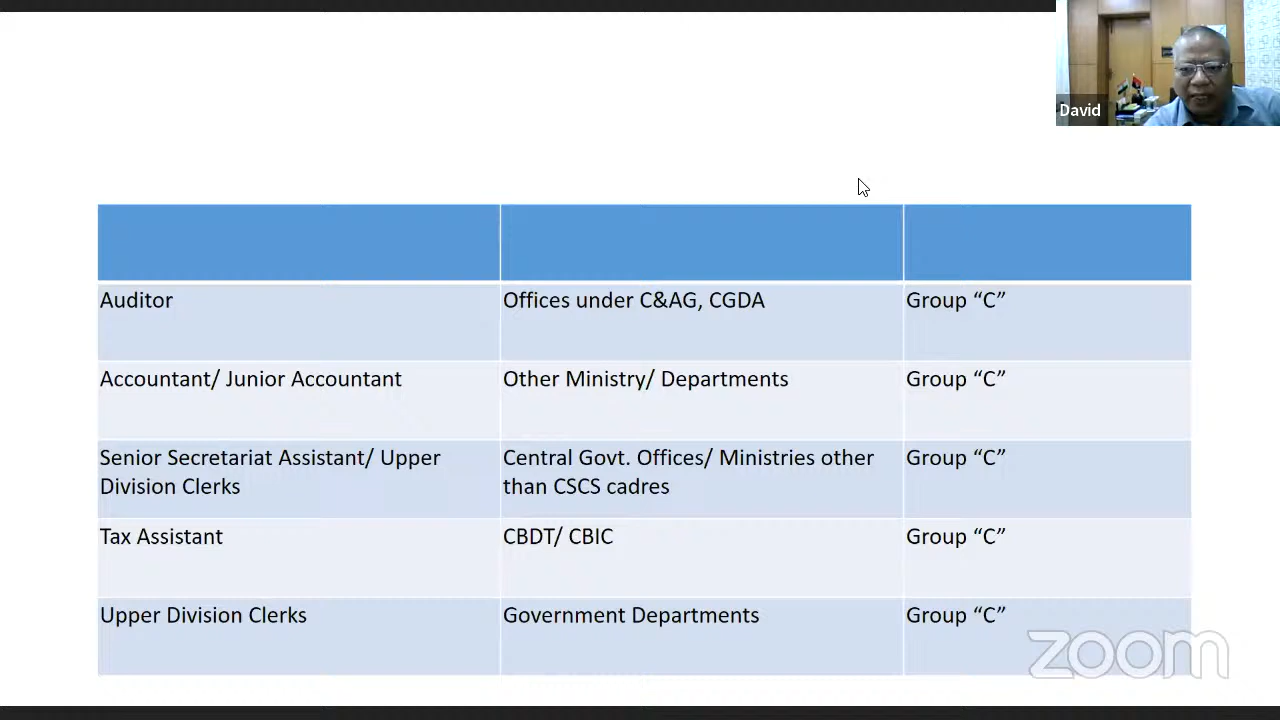 David
Auditor
Offices under C&AG, CGDA
Group “C”
Accountant/ Junior Accountant
Other Ministry/ Departments
Group “C”
Senior Secretariat Assistant/ Upper
Division Clerks
Central Govt. Offices/ Ministries other
than CSCS cadres
Group “C”
Tax Assistant
CBDT/ CBIC
Group “C”
Upper Division Clerks
Government Departments
Group “C”
zoom